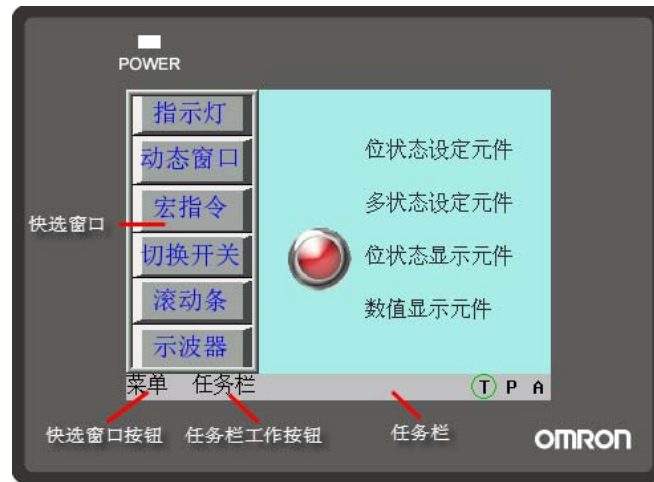 POWER
指示灯
动态窗口
宏指令
切换开关
滚动条
示波器
快选窗口
位状态设定元件
多状态设定元件
位状态显示元件
数值显示元件
菜单 任务栏
T P A
快选窗口按钮 任务栏工作按钮 任务栏
OMRON